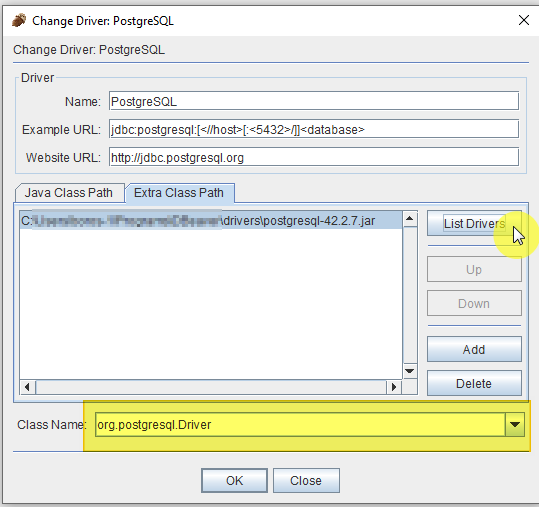 Change Driver: PostgreSQL
Change Driver: PostgreSQL
Driver
Name: PostgreSQL
Example URL: jdbc:postgresql:[<//host>[:<5432>/]]<database>
Website URL: http://jdbc.postgresql.org
Java Class Path Extra Class Path
C:\drivers\postgresql-42.2.7.jar
List Drivers
Up
Down
Add
Delete
Class Name: org.postgresql.Driver
OK Close